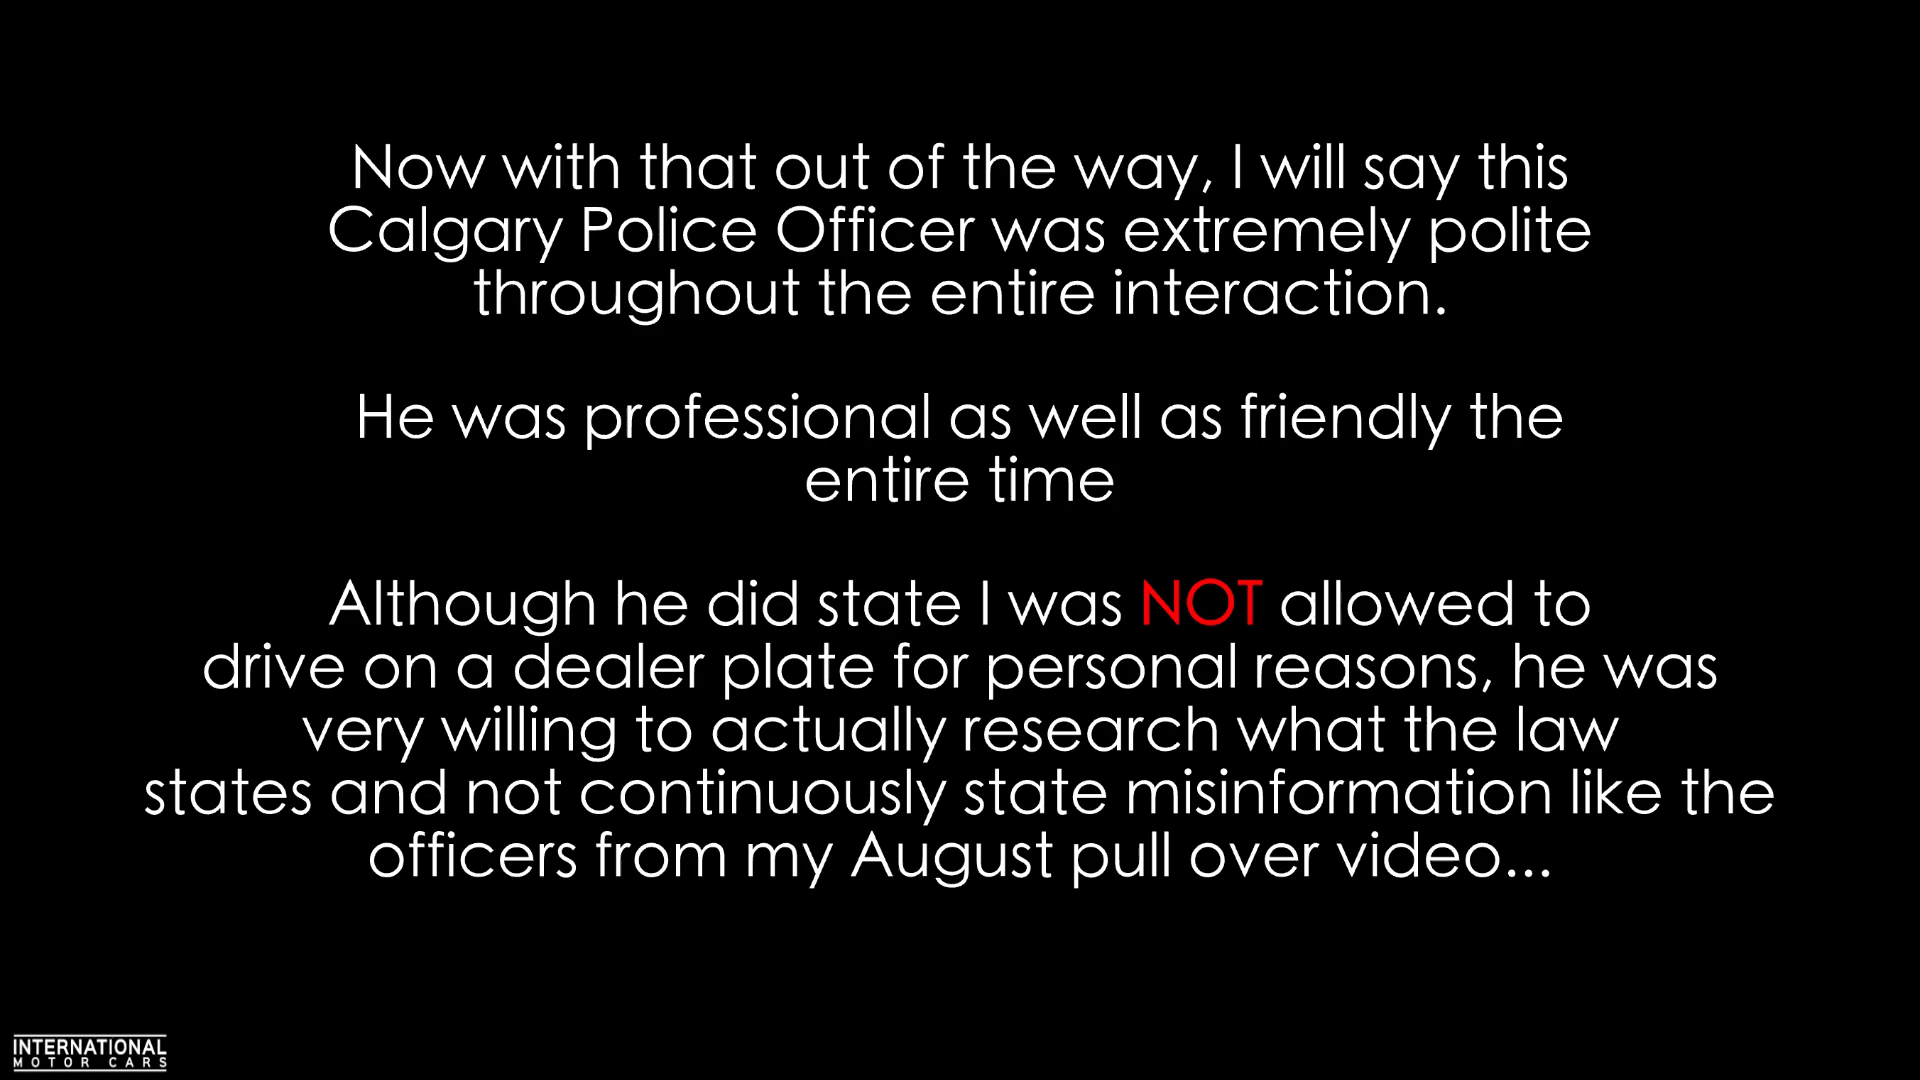 Now with that out of the way, I will say this
Calgary Police Officer was extremely polite
throughout the entire interaction.
He was professional as well as friendly the
entire time
Although he did state I was NOT allowed to
drive on a dealer plate for personal reasons, he was
very willing to actually research what the law
states and not continuously state misinformation like the
officers from my August pull over video...
INTERNATIONAL
MOTOR CARS